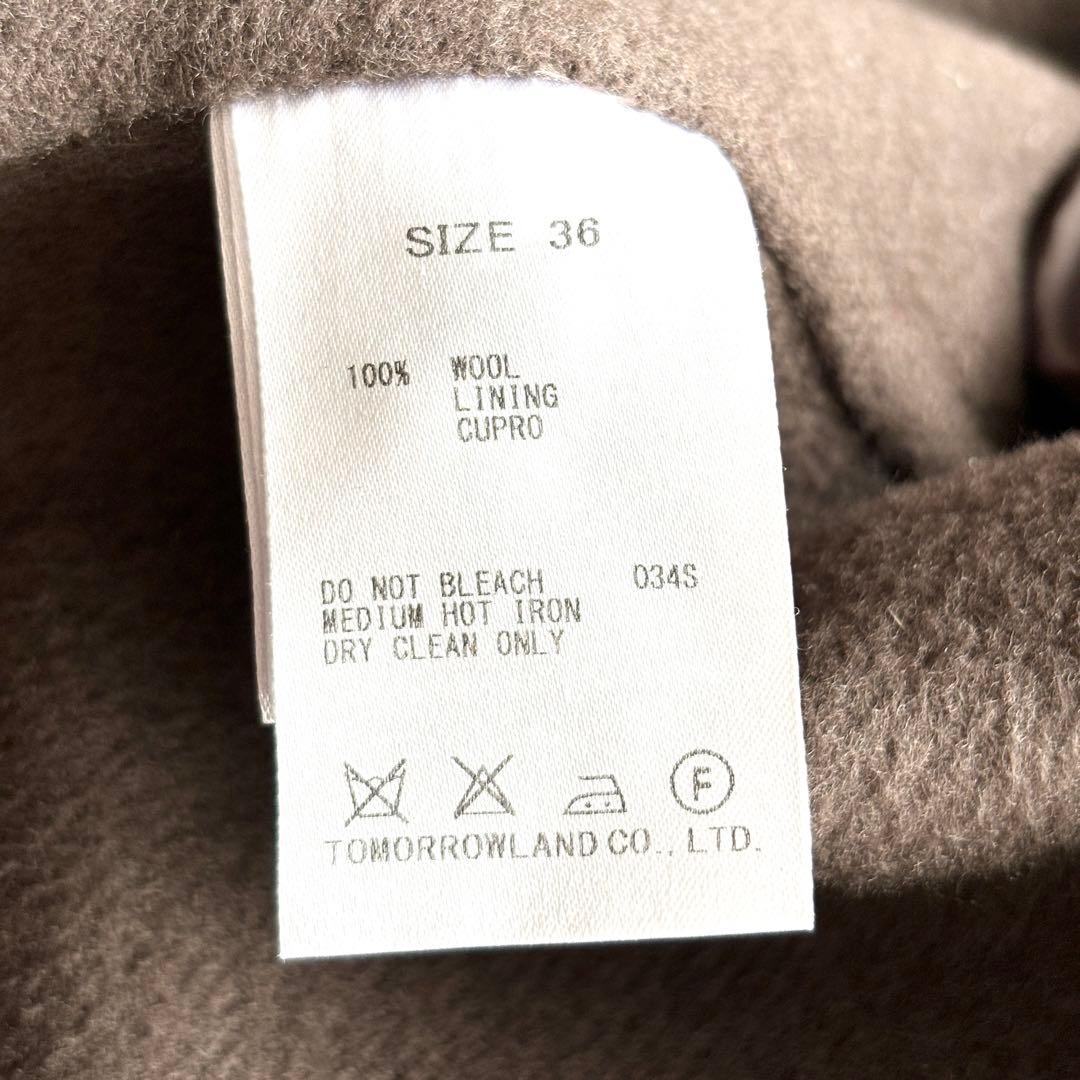 SIZE 36
100% WOOL
LINING
CUPRO
DO NOT BLEACH 034S
MEDIUM HOT IRON
DRY CLEAN ONLY
F
TOMORROWLAND CO., LTD.